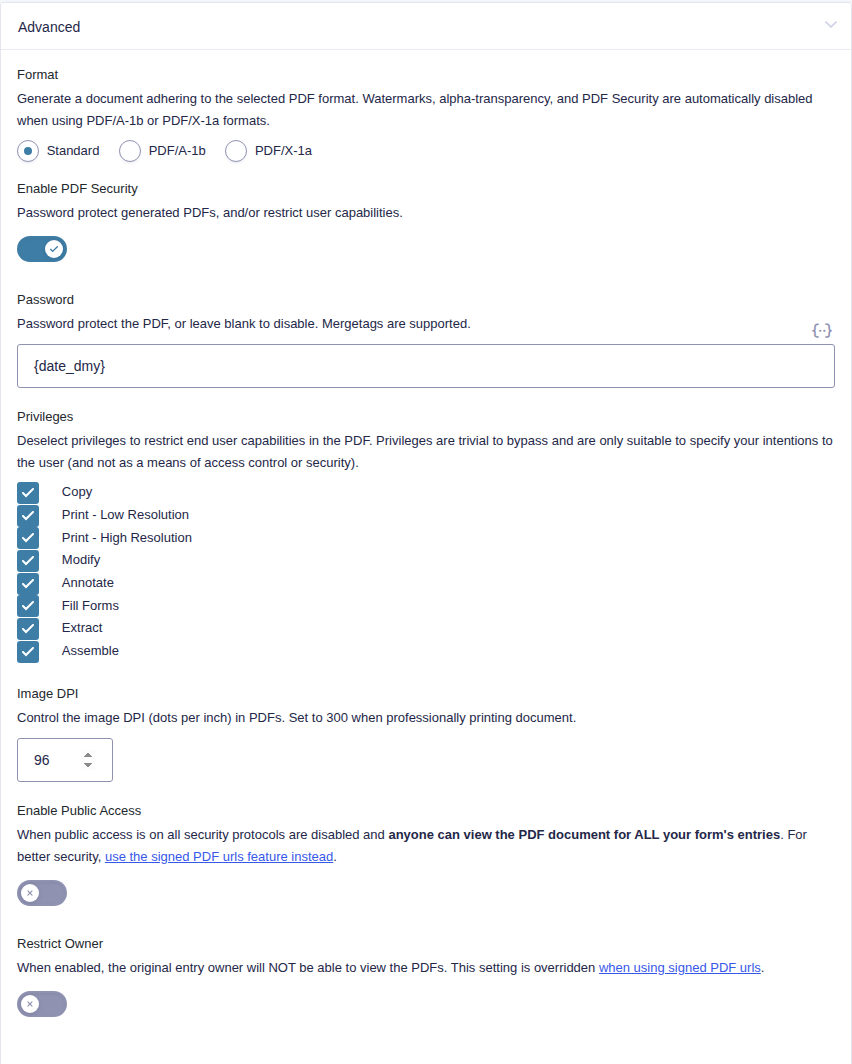 Advanced
Format
Generate a document adhering to the selected PDF format. Watermarks, alpha-transparency, and PDF Security are automatically disabled
when using PDF/A-1b or PDF/X-1a formats.
Standard PDF/A-1b PDF/X-1a
Enable PDF Security
Password protect generated PDFs, and/or restrict user capabilities.
Password
Password protect the PDF, or leave blank to disable. Mergetags are supported.
{··}
{date_dmy}
Privileges
Deselect privileges to restrict end user capabilities in the PDF. Privileges are trivial to bypass and are only suitable to specify your intentions to
the user (and not as a means of access control or security).
Copy
Print - Low Resolution
Print - High Resolution
Modify
Annotate
Fill Forms
Extract
Assemble
Image DPI
Control the image DPI (dots per inch) in PDFs. Set to 300 when professionally printing document.
96
Enable Public Access
When public access is on all security protocols are disabled and anyone can view the PDF document for ALL your form's entries. For
better security, use the signed PDF urls feature instead.
Restrict Owner
When enabled, the original entry owner will NOT be able to view the PDFs. This setting is overridden when using signed PDF urls.